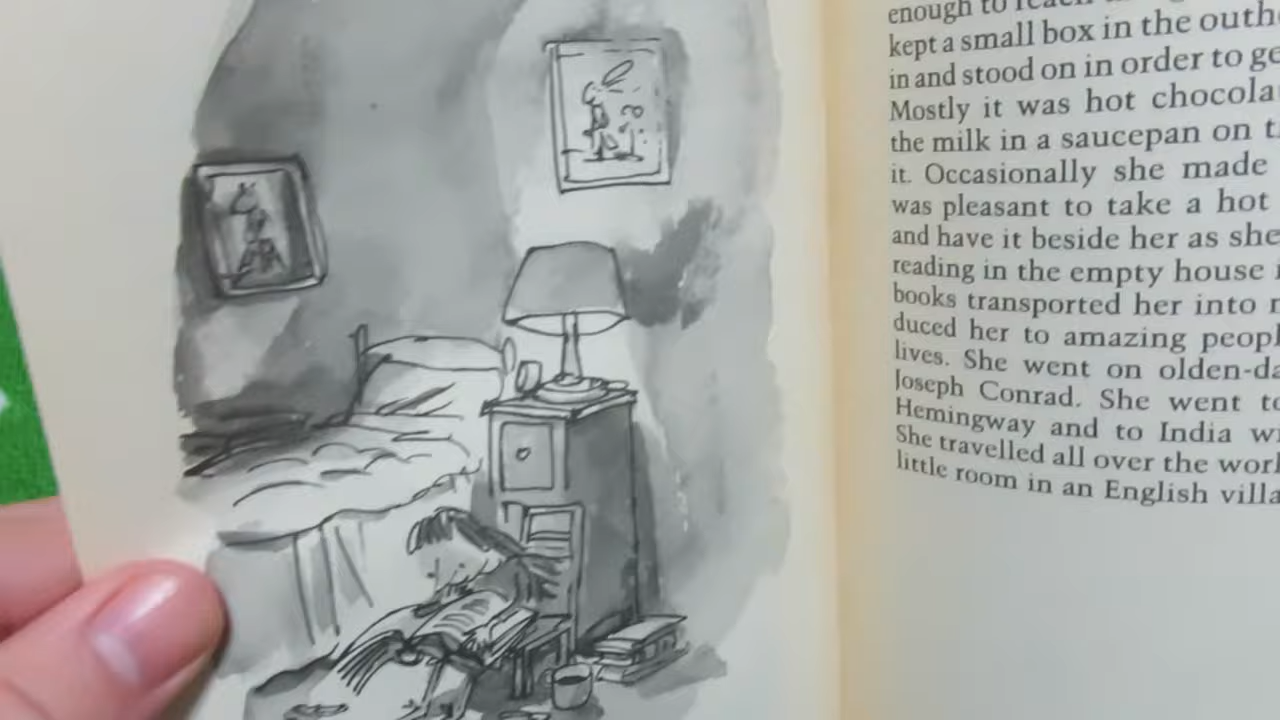 enough to reach
kept a small box in the outh
in and stood on in order to ge
Mostly it was hot chocola
the milk in a saucepan on t
it. Occasionally she made
was pleasant to take a hot
and have it beside her as she
reading in the empty house i
books transported her into
duced her to amazing peopl
lives. She went on olden-da
Joseph Conrad. She went to
Hemingway and to India wi
She travelled all over the worl
little room in an English villa